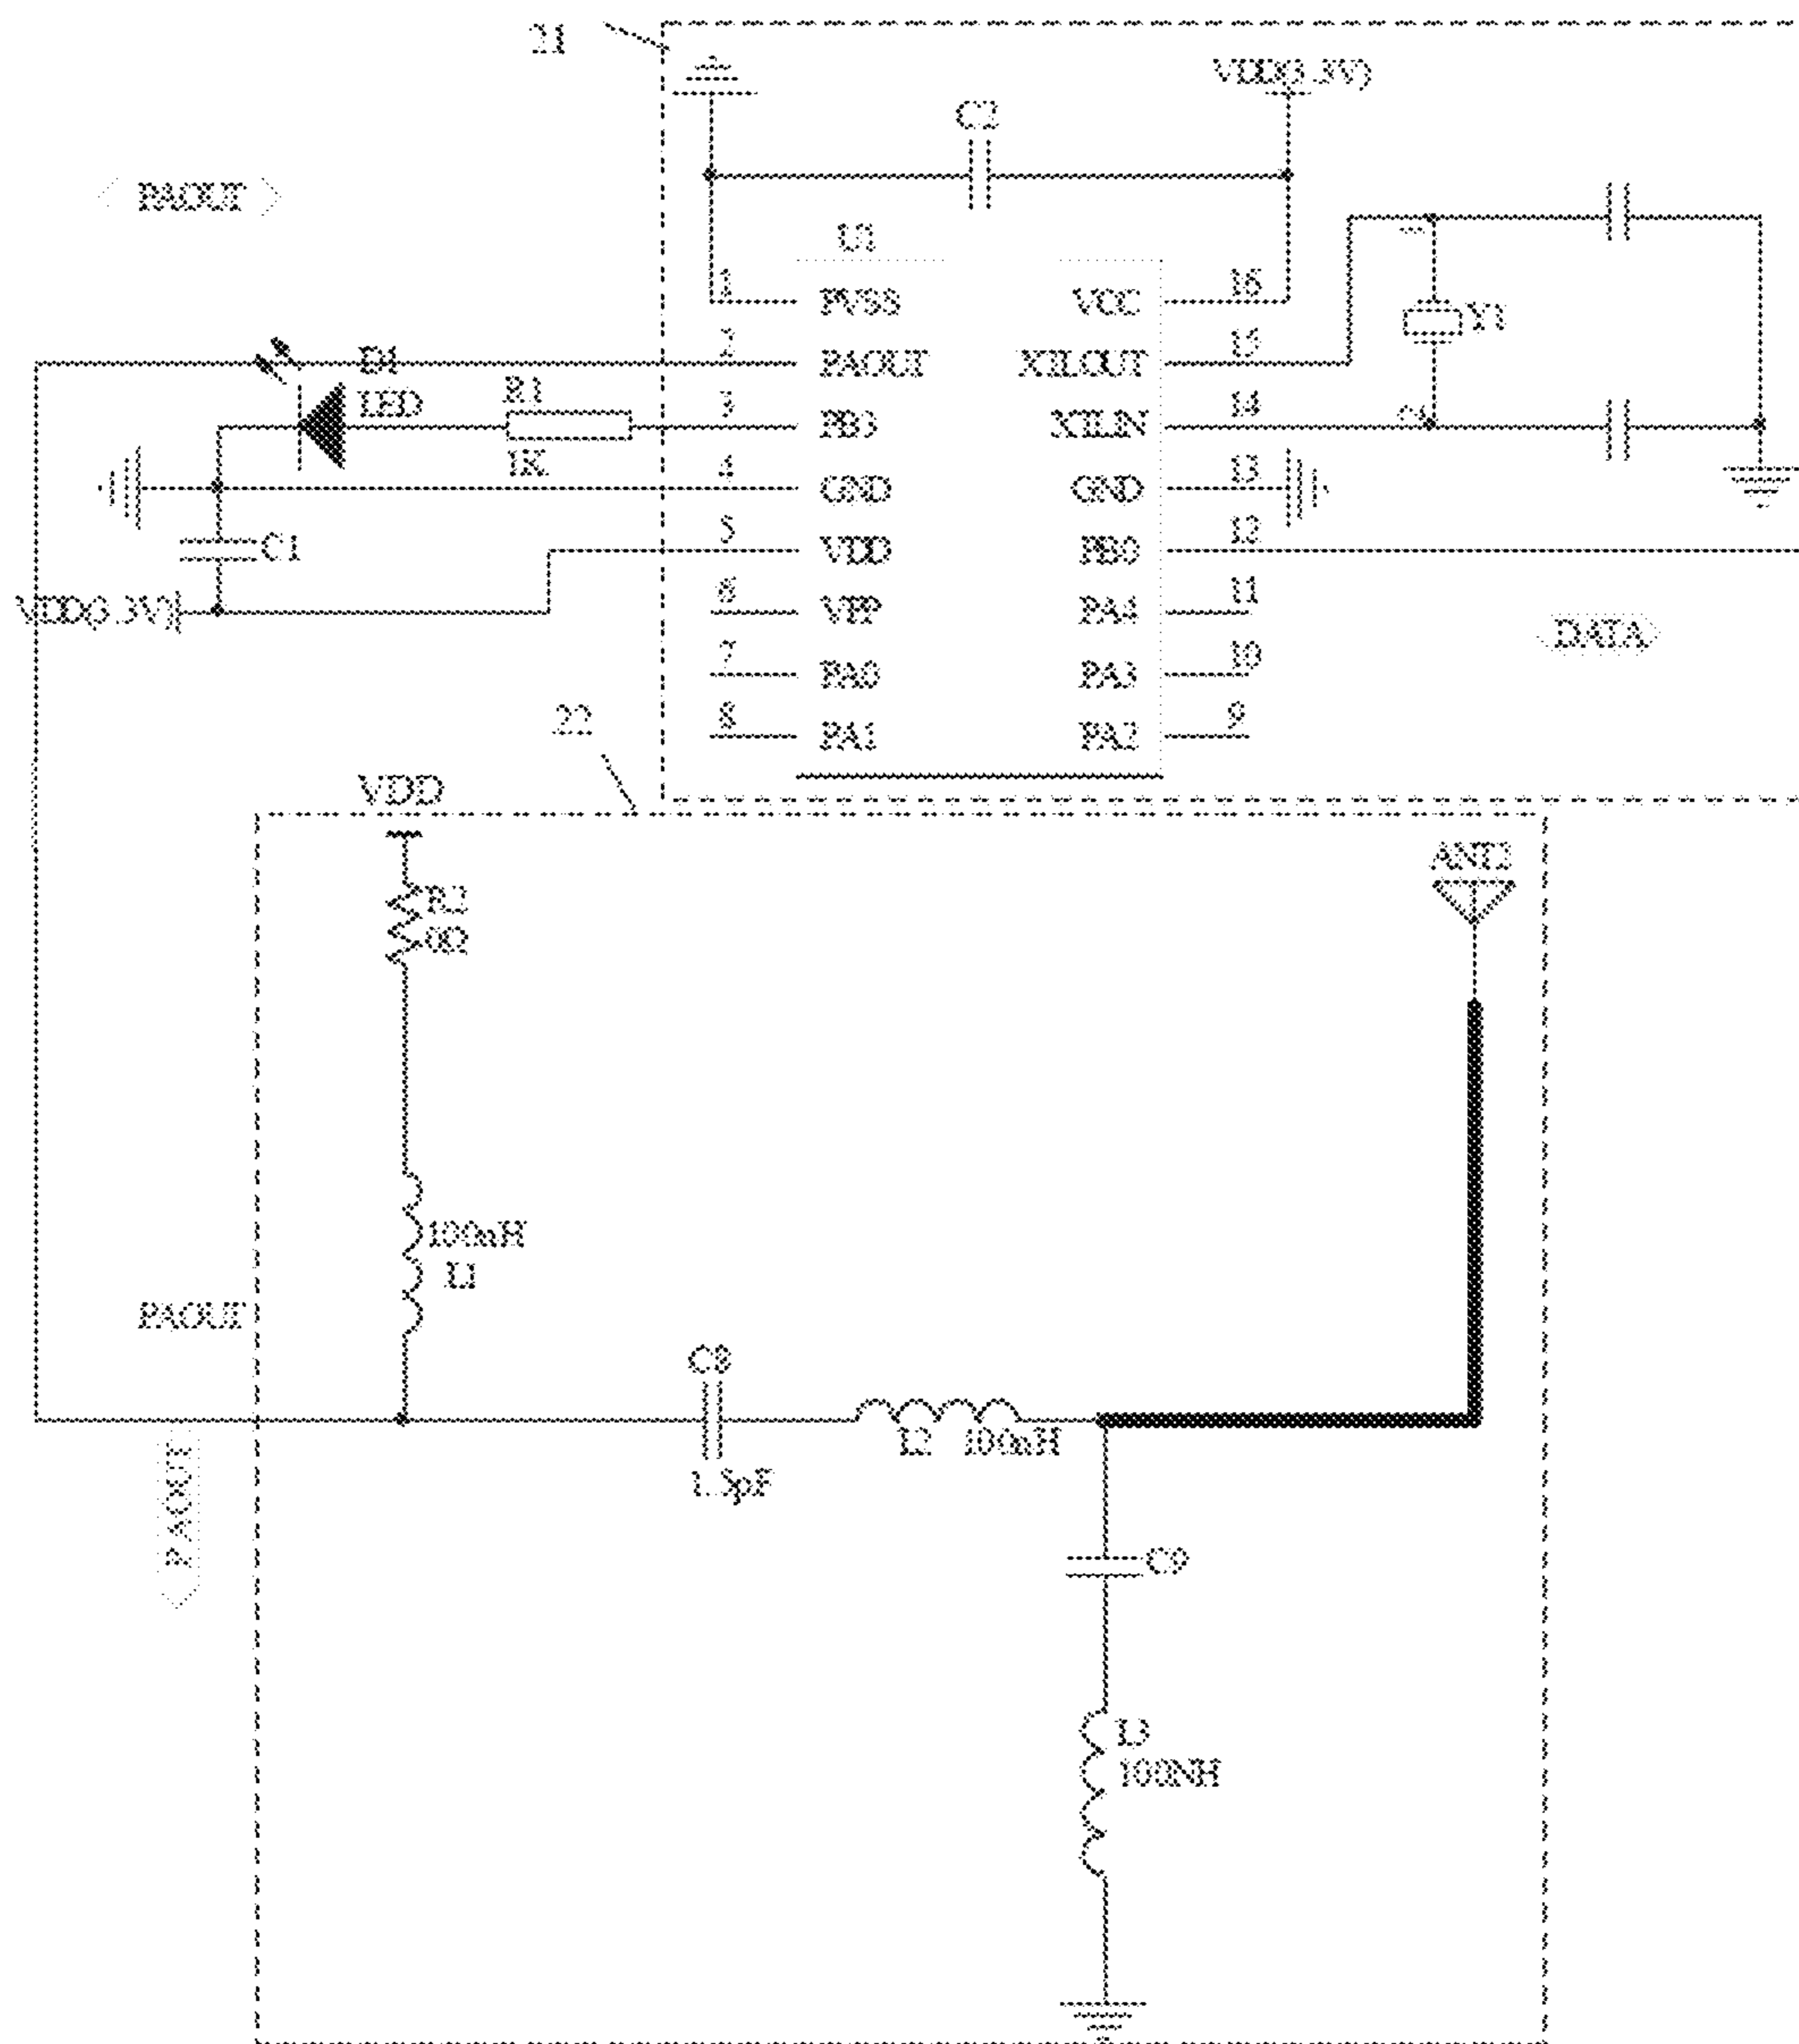 21
VDD(3.3V)
C2
PAOUT
U1
1 PVSS VCC 16
2 PAOUT XTLOUT 15
3 PB3 XTLIN 14
4 GND GND 13
5 VDD PB0 12
6 VPP PA4 11
7 PA0 PA3 10
8 PA1 PA2 9
Y1
1
2
LED
R1
1K
C1
VDD(3.3V)
DATA
22
VDD
R2
100nH
L1
PAOUT
PAOUT
C8
1.5pF
L2 100nH
C9
L3
100NH